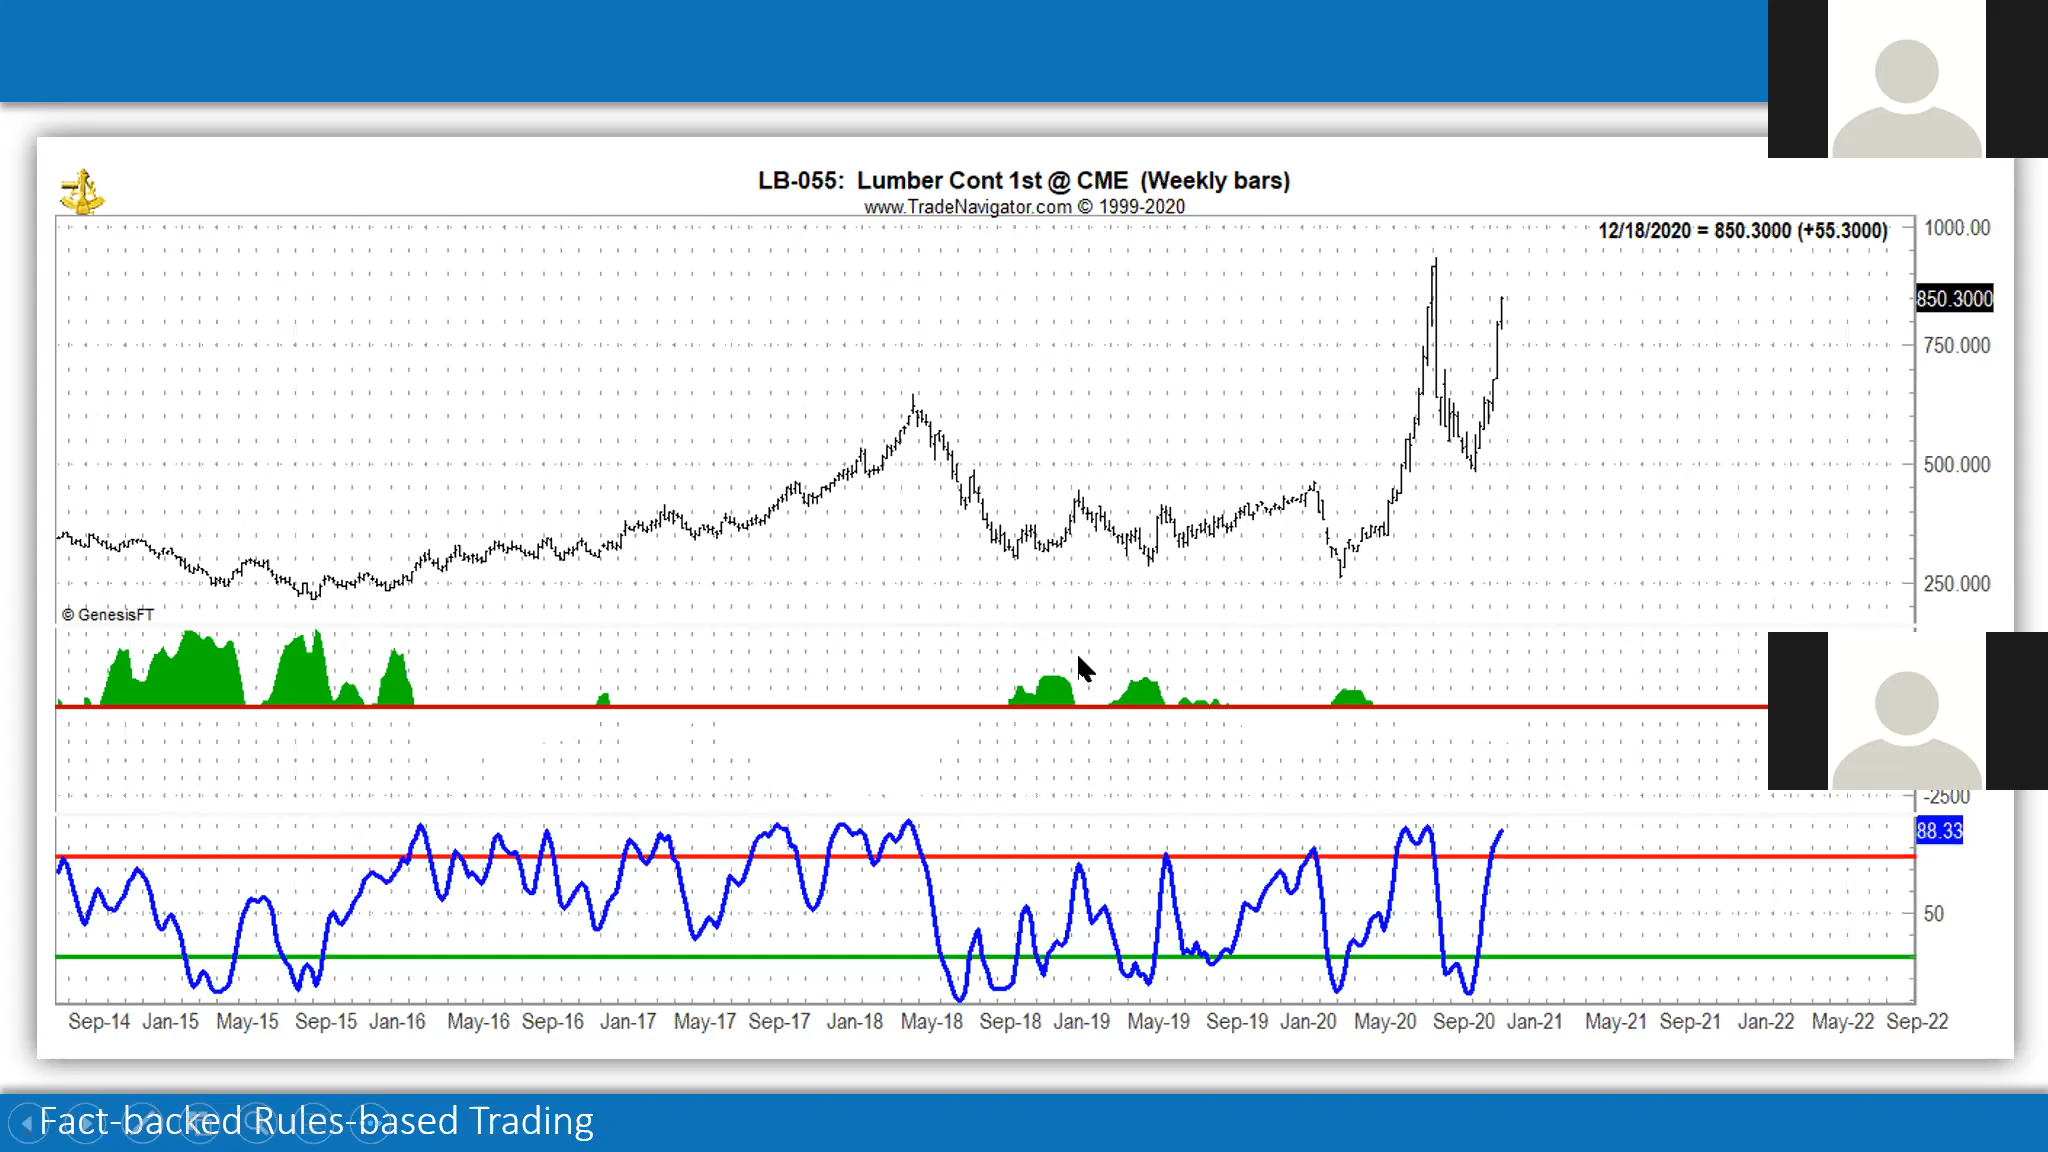 LB-055: Lumber Cont 1st @ CME (Weekly bars)
www.TradeNavigator.com © 1999-2020
12/18/2020 = 850.3000 (+55.3000)
1000.00
850.3000
750.000
500.000
250.000
© GenesisFT
-2500
88.33
50
Sep-14 Jan-15 May-15 Sep-15 Jan-16 May-16 Sep-16 Jan-17 May-17 Sep-17 Jan-18 May-18 Sep-18 Jan-19 May-19 Sep-19 Jan-20 May-20 Sep-20 Jan-21 May-21 Sep-21 Jan-22 May-22 Sep-22
Fact-backed Rules-based Trading